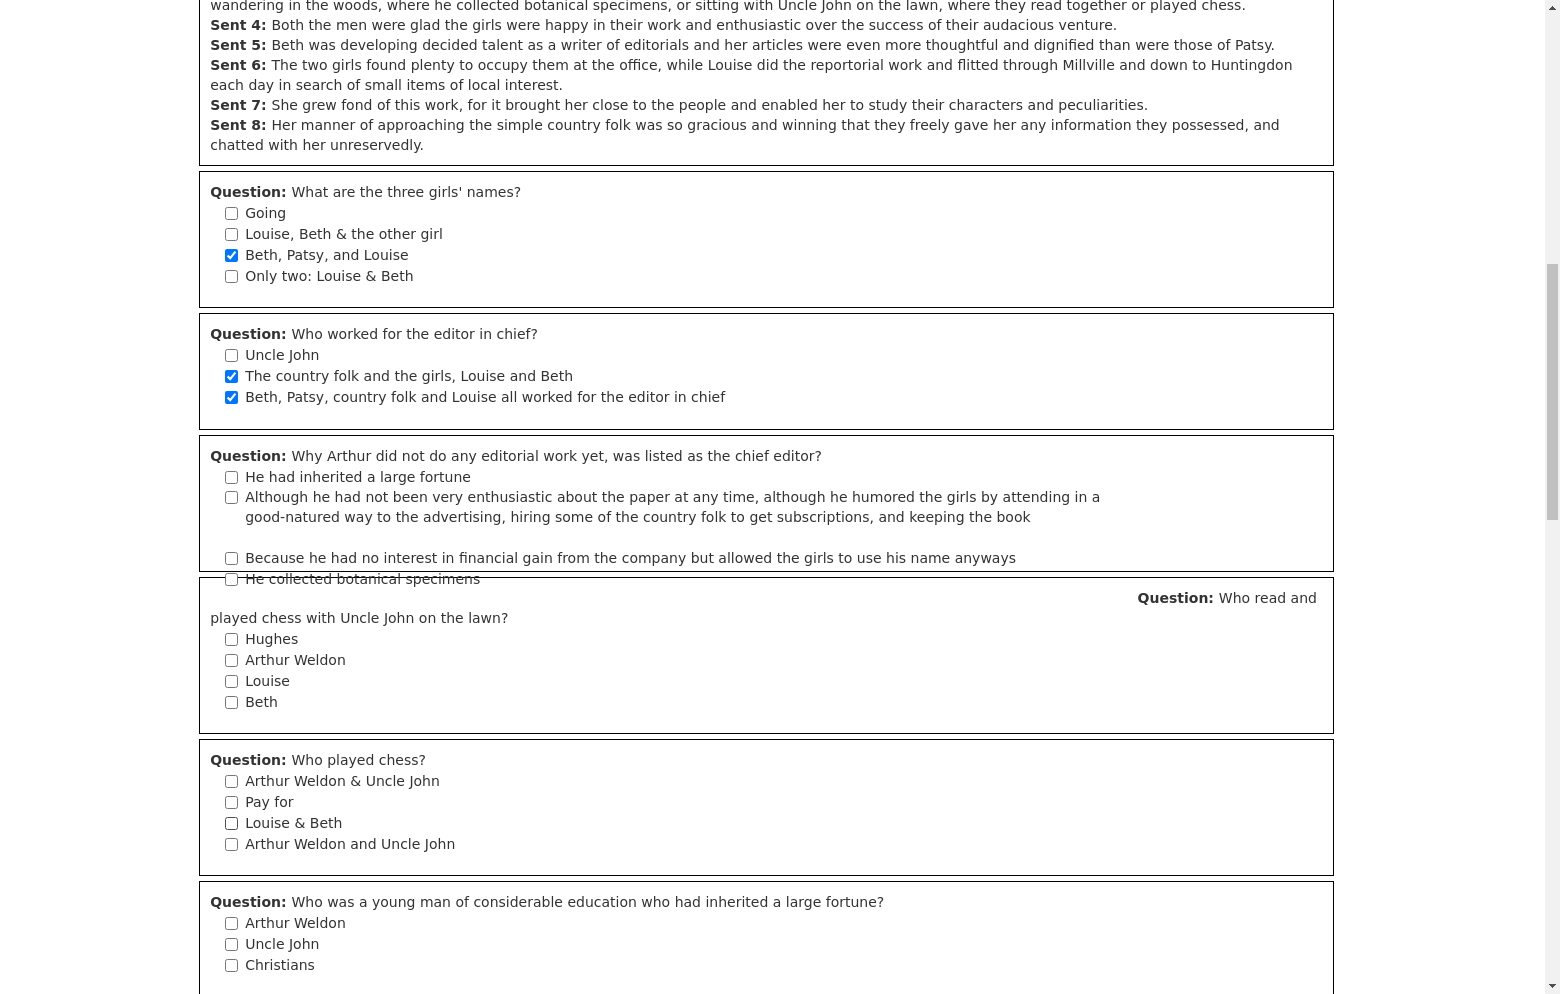 wandering in the woods, where he collected botanical specimens, or sitting with Uncle John on the lawn, where they read together or played chess.
Sent 4: Both the men were glad the girls were happy in their work and enthusiastic over the success of their audacious venture.
Sent 5: Beth was developing decided talent as a writer of editorials and her articles were even more thoughtful and dignified than were those of Patsy.
Sent 6: The two girls found plenty to occupy them at the office, while Louise did the reportorial work and flitted through Millville and down to Huntingdon
each day in search of small items of local interest.
Sent 7: She grew fond of this work, for it brought her close to the people and enabled her to study their characters and peculiarities.
Sent 8: Her manner of approaching the simple country folk was so gracious and winning that they freely gave her any information they possessed, and
chatted with her unreservedly.
Question: What are the three girls' names?
Going
Louise, Beth & the other girl
Beth, Patsy, and Louise
Only two: Louise & Beth
Question: Who worked for the editor in chief?
Uncle John
The country folk and the girls, Louise and Beth
Beth, Patsy, country folk and Louise all worked for the editor in chief
Question: Why Arthur did not do any editorial work yet, was listed as the chief editor?
He had inherited a large fortune
Although he had not been very enthusiastic about the paper at any time, although he humored the girls by attending in a
good-natured way to the advertising, hiring some of the country folk to get subscriptions, and keeping the book
Because he had no interest in financial gain from the company but allowed the girls to use his name anyways
He collected botanical specimens
Question: Who read and
played chess with Uncle John on the lawn?
Hughes
Arthur Weldon
Louise
Beth
Question: Who played chess?
Arthur Weldon & Uncle John
Pay for
Louise & Beth
Arthur Weldon and Uncle John
Question: Who was a young man of considerable education who had inherited a large fortune?
Arthur Weldon
Uncle John
Christians